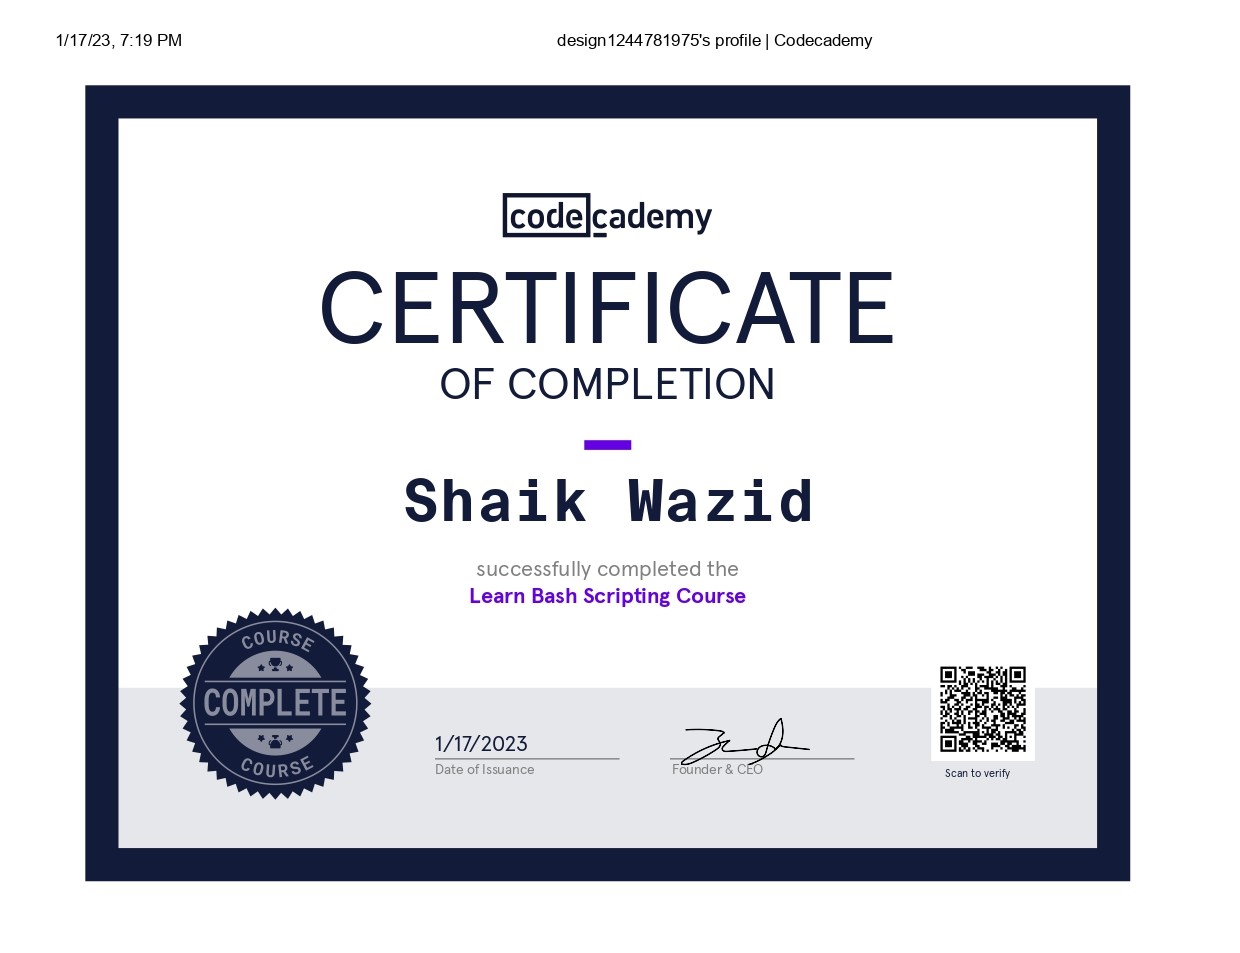 1/17/23, 7:19 PM
design1244781975's profile | Codecademy
codecademy
CERTIFICATE
OF COMPLETION
Shaik Wazid
successfully completed the
Learn Bash Scripting Course
COURSE
COMPLETE
COURSE
1/17/2023
Date of Issuance
Founder & CEO
Scan to verify